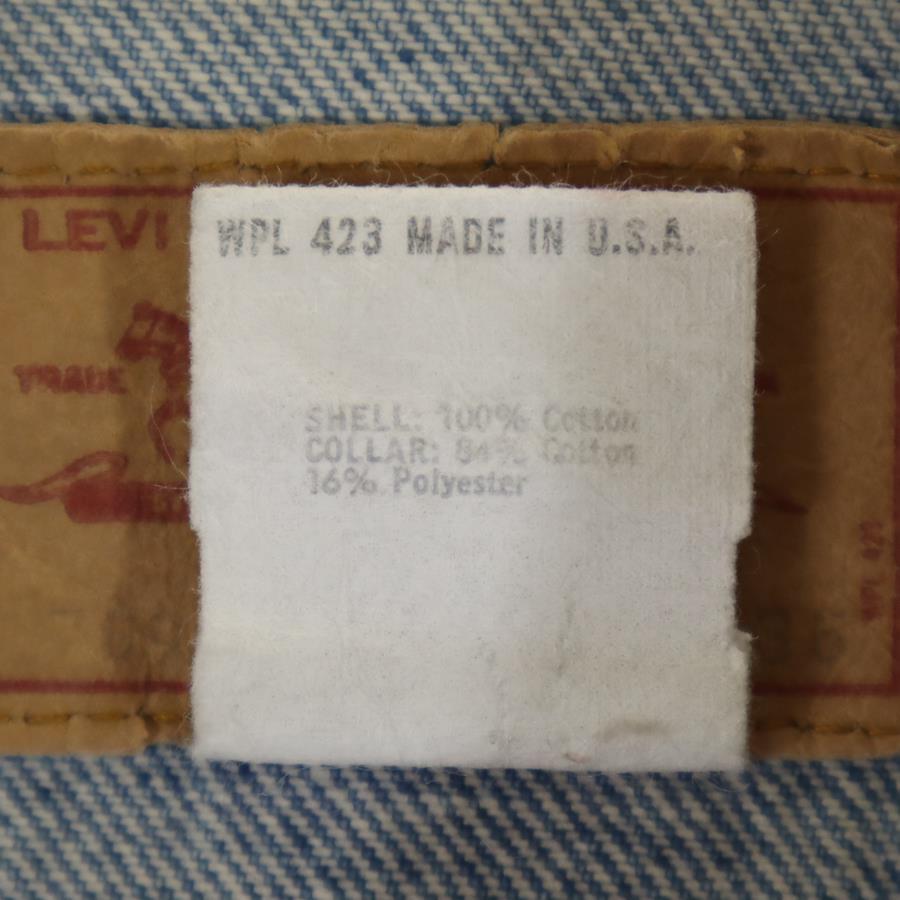 LEVI
WPL 423 MADE IN U.S.A.
TRADE
SHELL: 100% Cotton
COLLAR: 84% Cotton
16% Polyester
WPL 423